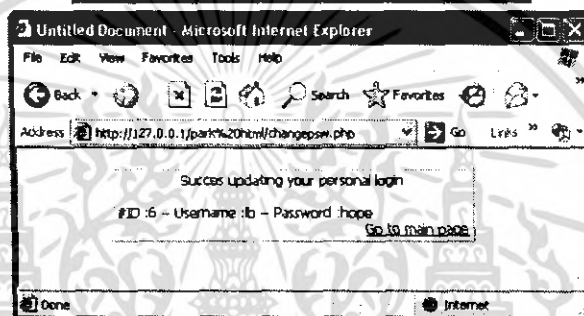 Untitled Document - Microsoft Internet Explorer
File Edit View Favorites Tools Help
Back Search Favorites
Address http://127.0.0.1/park%20html/changepsw.php Go Links »
Succes updating your personal login
#ID :6 – Username :lb – Password :hope
Go to main page
Done Internet